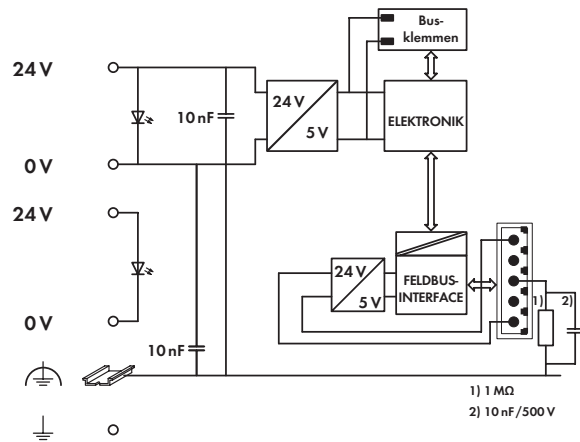 Bus-
klemmen
24 V
10 nF
24 V
5 V
ELEKTRONIK
0 V
24 V
24 V
5 V
FELDBUS-
INTERFACE
1)
2)
0 V
10 nF
1) 1 MΩ
2) 10 nF/500 V